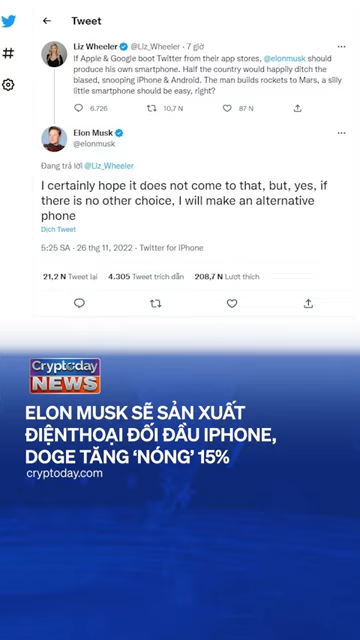 Tweet
Liz Wheeler @Liz_Wheeler · 7 giờ
If Apple & Google boot Twitter from their app stores, @elonmusk should
produce his own smartphone. Half the country would happily ditch the
biased, snooping iPhone & Android. The man builds rockets to Mars, a silly
little smartphone should be easy, right?
6.726 10,7 N 87 N
Elon Musk
@elonmusk
Đang trả lời @Liz_Wheeler
I certainly hope it does not come to that, but, yes, if
there is no other choice, I will make an alternative
phone
Dịch Tweet
5:25 SA · 26 thg 11, 2022 · Twitter for iPhone
21,2 N Tweet lại 4.305 Tweet trích dẫn 208,7 N Lượt thích
Cryptoday
NEWS
ELON MUSK SẼ SẢN XUẤT
ĐIỆNTHOẠI ĐỐI ĐẦU IPHONE,
DOGE TĂNG ‘NÓNG’ 15%
cryptoday.com